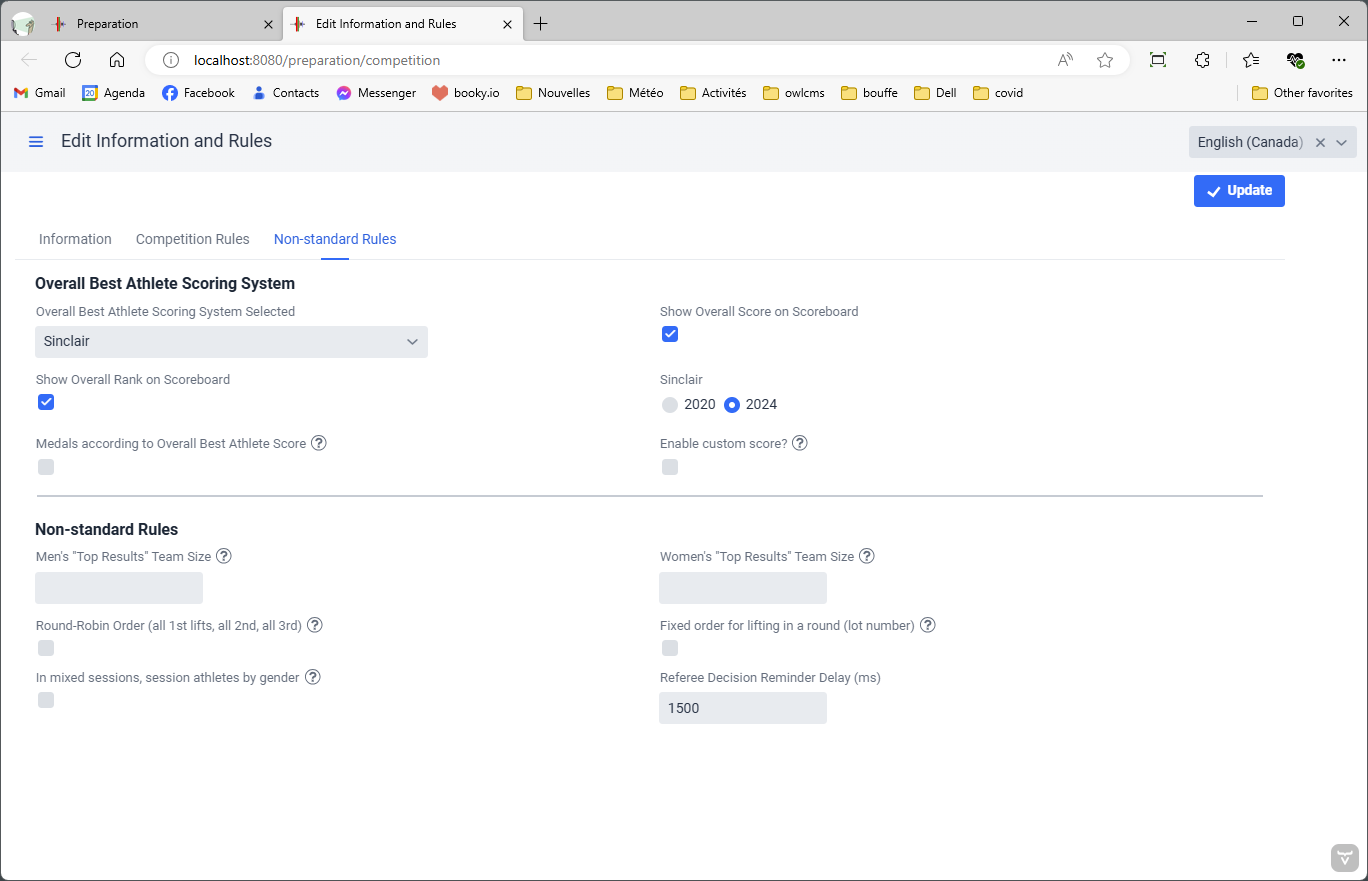 Preparation
Edit Information and Rules
localhost:8080/preparation/competition
Gmail 20 Agenda Facebook Contacts Messenger booky.io Nouvelles Météo Activités owlcms bouffe Dell covid Other favorites
Edit Information and Rules English (Canada)
Update
Information Competition Rules Non-standard Rules
Overall Best Athlete Scoring System
Overall Best Athlete Scoring System Selected Show Overall Score on Scoreboard
Sinclair
Show Overall Rank on Scoreboard Sinclair
2020 2024
Medals according to Overall Best Athlete Score ? Enable custom score? ?
Non-standard Rules
Men's "Top Results" Team Size ? Women's "Top Results" Team Size ?
Round-Robin Order (all 1st lifts, all 2nd, all 3rd) ? Fixed order for lifting in a round (lot number) ?
In mixed sessions, session athletes by gender ? Referee Decision Reminder Delay (ms)
1500